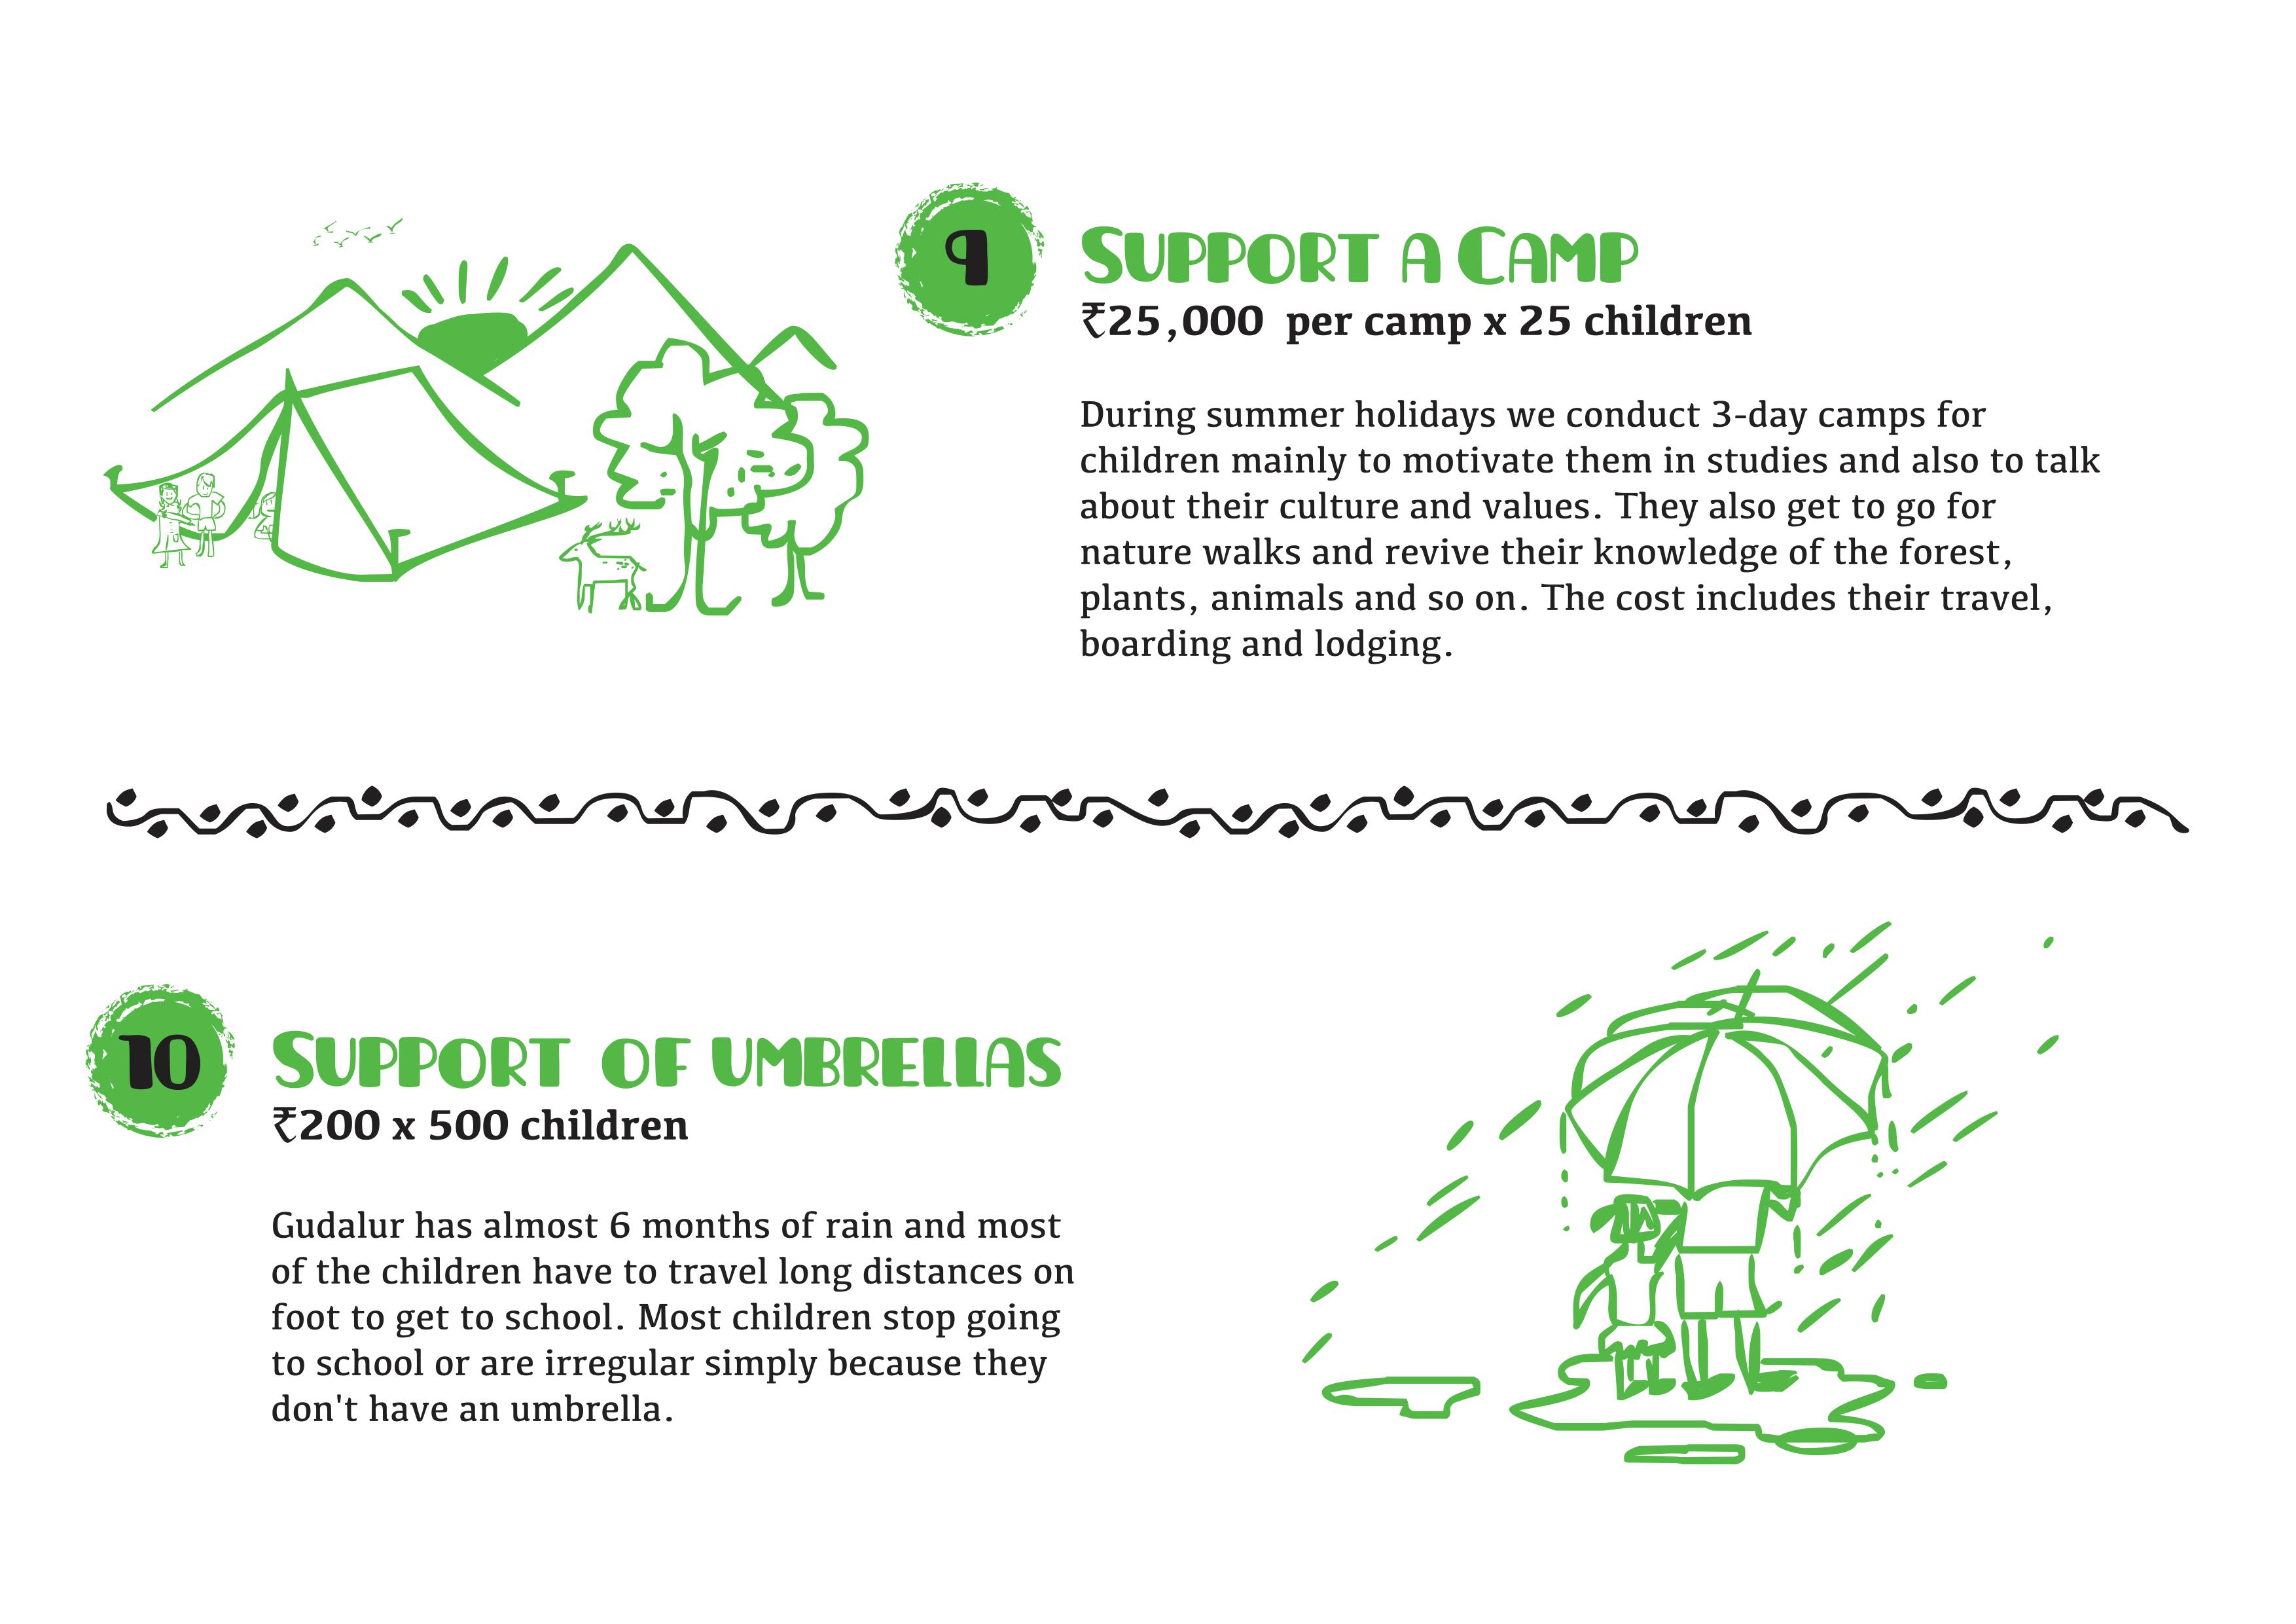 9
SUPPORT A CAMP
₹25,000 per camp x 25 children
During summer holidays we conduct 3-day camps for
children mainly to motivate them in studies and also to talk
about their culture and values. They also get to go for
nature walks and revive their knowledge of the forest,
plants, animals and so on. The cost includes their travel,
boarding and lodging.
10
SUPPORT OF UMBRELLAS
₹200 x 500 children
Gudalur has almost 6 months of rain and most
of the children have to travel long distances on
foot to get to school. Most children stop going
to school or are irregular simply because they
don't have an umbrella.